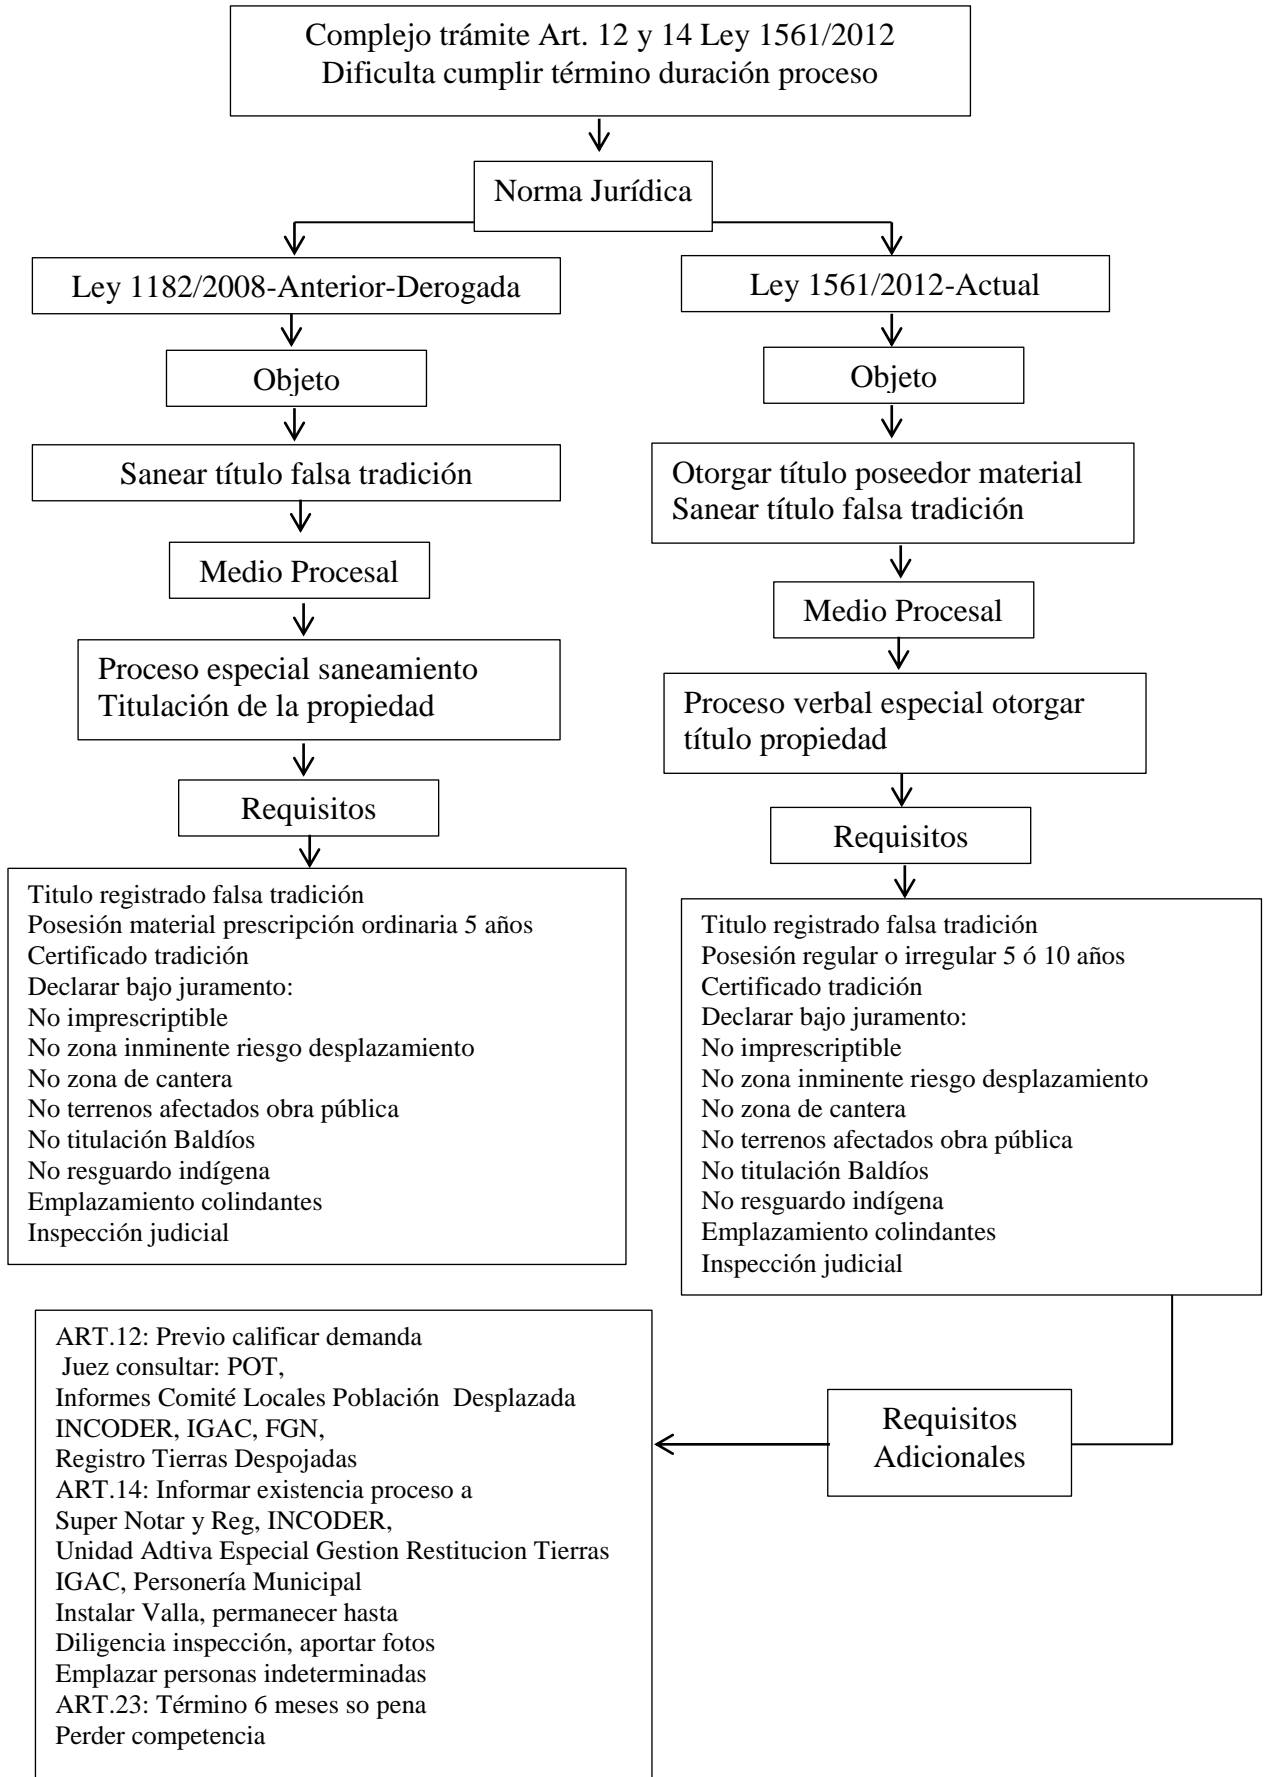 Complejo trámite Art. 12 y 14 Ley 1561/2012
Dificulta cumplir término duración proceso
Norma Jurídica
Ley 1182/2008-Anterior-Derogada
Objeto
Sanear título falsa tradición
Medio Procesal
Proceso especial saneamiento
Titulación de la propiedad
Requisitos
Titulo registrado falsa tradición
Posesión material prescripción ordinaria 5 años
Certificado tradición
Declarar bajo juramento:
No imprescriptible
No zona inminente riesgo desplazamiento
No zona de cantera
No terrenos afectados obra pública
No titulación Baldíos
No resguardo indígena
Emplazamiento colindantes
Inspección judicial
Ley 1561/2012-Actual
Objeto
Otorgar título poseedor material
Sanear título falsa tradición
Medio Procesal
Proceso verbal especial otorgar
título propiedad
Requisitos
Titulo registrado falsa tradición
Posesión regular o irregular 5 ó 10 años
Certificado tradición
Declarar bajo juramento:
No imprescriptible
No zona inminente riesgo desplazamiento
No zona de cantera
No terrenos afectados obra pública
No titulación Baldíos
No resguardo indígena
Emplazamiento colindantes
Inspección judicial
Requisitos
Adicionales
ART.12: Previo calificar demanda
Juez consultar: POT,
Informes Comité Locales Población Desplazada
INCODER, IGAC, FGN,
Registro Tierras Despojadas
ART.14: Informar existencia proceso a
Super Notar y Reg, INCODER,
Unidad Adtiva Especial Gestion Restitucion Tierras
IGAC, Personería Municipal
Instalar Valla, permanecer hasta
Diligencia inspección, aportar fotos
Emplazar personas indeterminadas
ART.23: Término 6 meses so pena
Perder competencia